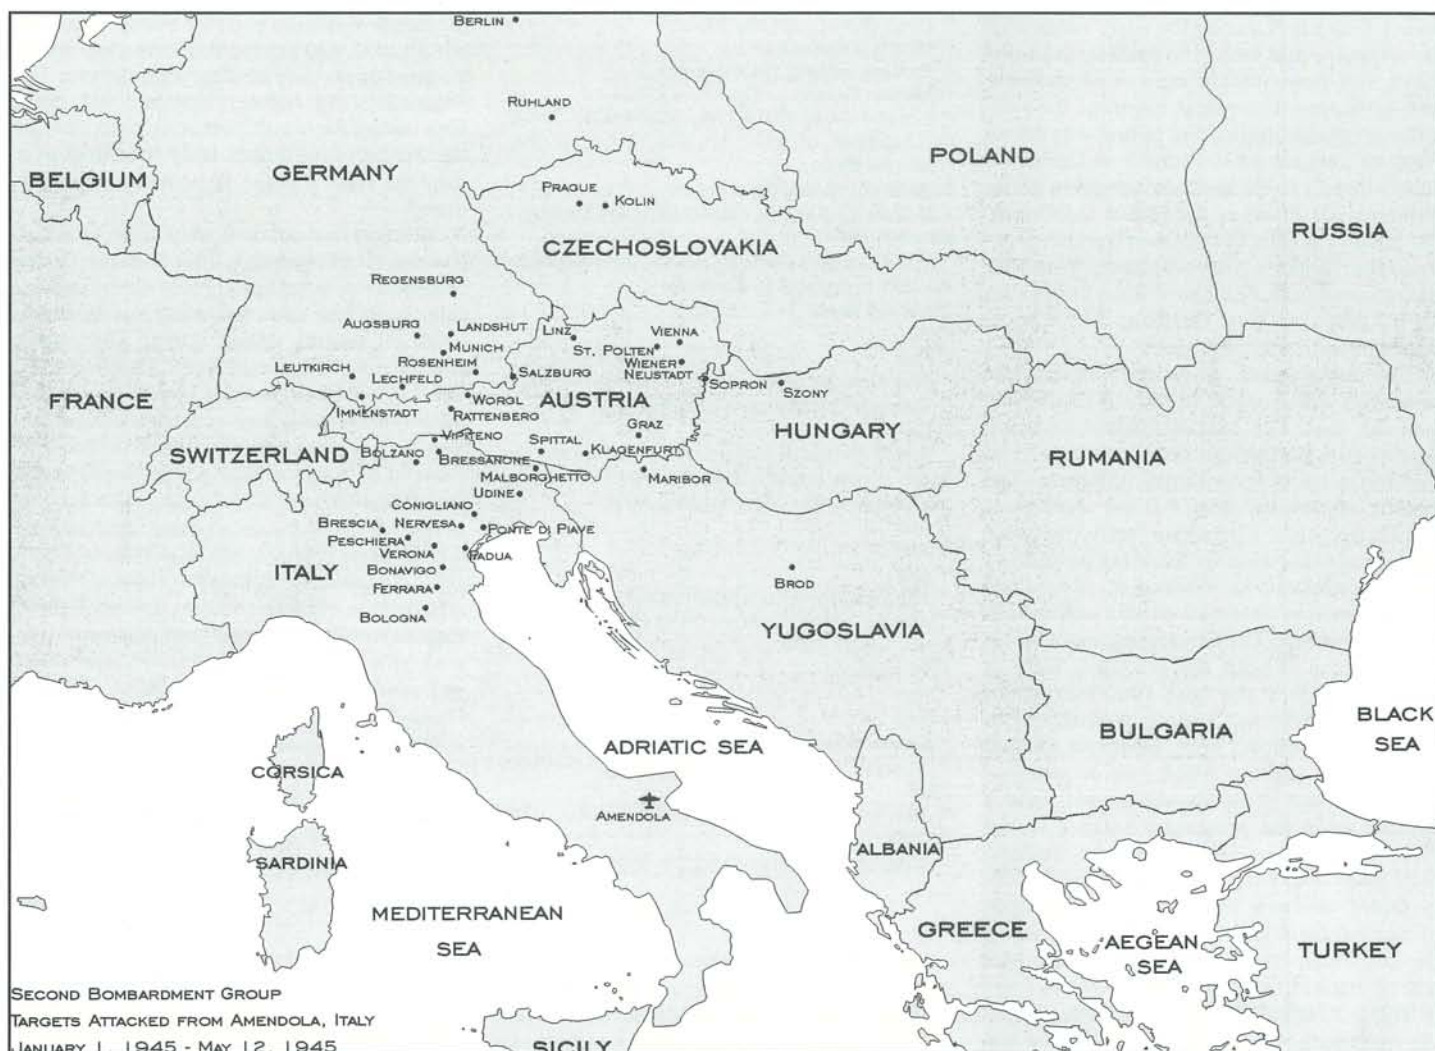 BERLIN
RUHLAND
POLAND
BELGIUM
GERMANY
PRAGUE
KOLIN
CZECHOSLOVAKIA
RUSSIA
REGENSBURG
AUGSBURG
LANDSHUT
LINZ
VIENNA
MUNICH
ST. POLTEN
ROSENHEIM
WIENER
NEUSTADT
LEUTKIRCH
LECHFELD
SALZBURG
SOPRON
SZONY
FRANCE
IMMENSTADT
WORGL
AUSTRIA
RATTENBERG
GRAZ
HUNGARY
VIPITENO
SPITTAL
KLAGENFURT
SWITZERLAND
BOLZANO
BRESSANONE
RUMANIA
MALBORGHETTO
MARIBOR
UDINE
CONIGLIANO
BRESCIA
NERVESA
PONTE DI PIAVE
PESCHIERA
VERONA
PADUA
ITALY
BONAVIGO
BROD
FERRARA
BOLOGNA
YUGOSLAVIA
BLACK
SEA
BULGARIA
ADRIATIC SEA
CORSICA
AMENDOLA
ALBANIA
SARDINIA
MEDITERRANEAN
SEA
GREECE
AEGEAN
SEA
TURKEY
SECOND BOMBARDMENT GROUP
TARGETS ATTACKED FROM AMENDOLA, ITALY
JANUARY 1, 1945 - MAY 12, 1945
SICILY